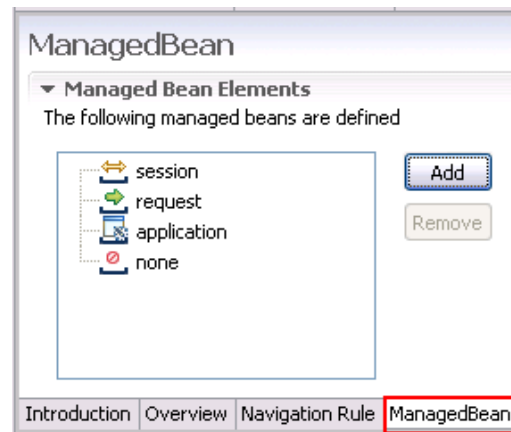 ManagedBean
Managed Bean Elements
The following managed beans are defined
session
Add
request
Remove
application
none
Introduction Overview Navigation Rule ManagedBean